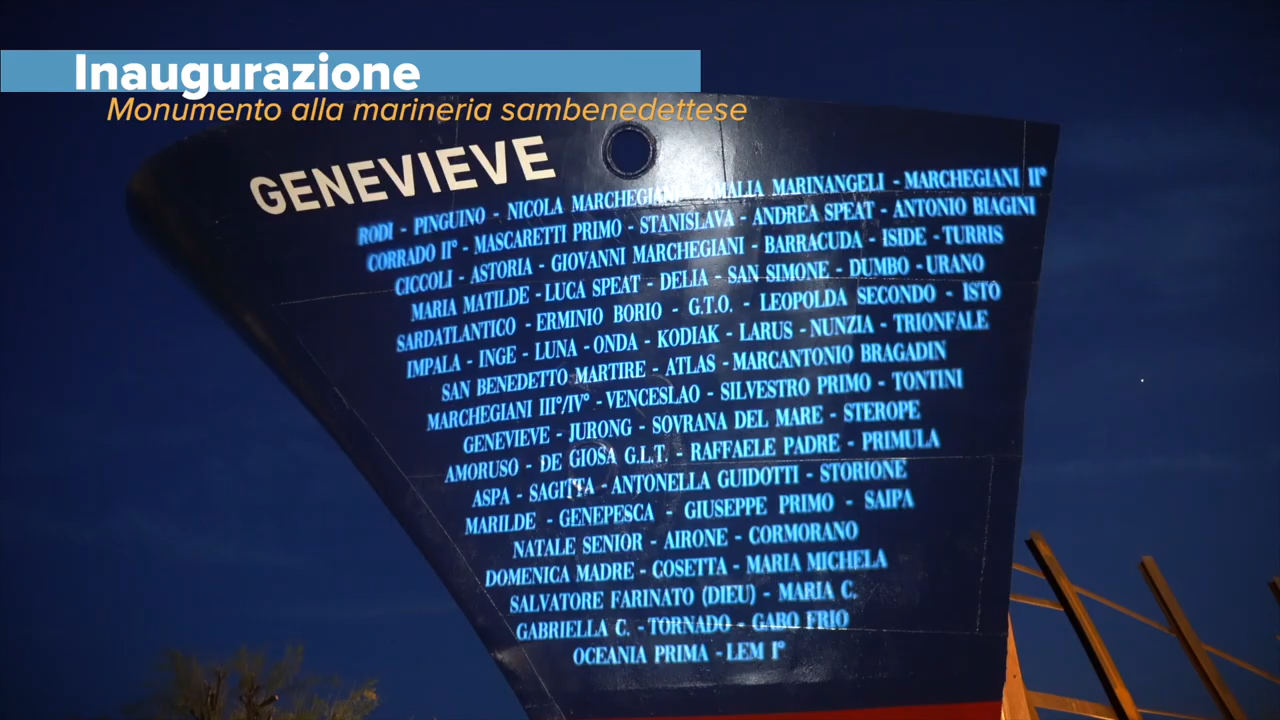 Inaugurazione
Monumento alla marineria sambenedettese
GENEVIEVE
RODI - PINGUINO - NICOLA MARCHEGIANI - AMALIA MARINANGELI - MARCHEGIANI II°
CORRADO II° - MASCARETTI PRIMO - STANISLAVA - ANDREA SPEAT - ANTONIO BIAGINI
CICCOLI - ASTORIA - GIOVANNI MARCHEGIANI - BARRACUDA - ISIDE - TURRIS
MARIA MATILDE - LUCA SPEAT - DELIA - SAN SIMONE - DUMBO - URANO
SARDATLANTICO - ERMINIO BORIO - G.T.O. - LEOPOLDA SECONDO - ISTO
IMPALA - INGE - LUNA - ONDA - KODIAK - LARUS - NUNZIA - TRIONFALE
SAN BENEDETTO MARTIRE - ATLAS - MARCANTONIO BRAGADIN
MARCHEGIANI III°/IV° - VENCESLAO - SILVESTRO PRIMO - TONTINI
GENEVIEVE - JURONG - SOVRANA DEL MARE - STEROPE
AMORUSO - DE GIOSA G.L.T. - RAFFAELE PADRE - PRIMULA
ASPA - SAGITTA - ANTONELLA GUIDOTTI - STORIONE
MARILDE - GENEPESCA - GIUSEPPE PRIMO - SAIPA
NATALE SENIOR - AIRONE - CORMORANO
DOMENICA MADRE - COSETTA - MARIA MICHELA
SALVATORE FARINATO (DIEU) - MARIA C.
GABRIELLA C. - TORNADO - GABO FRIO
OCEANIA PRIMA - LEM I°